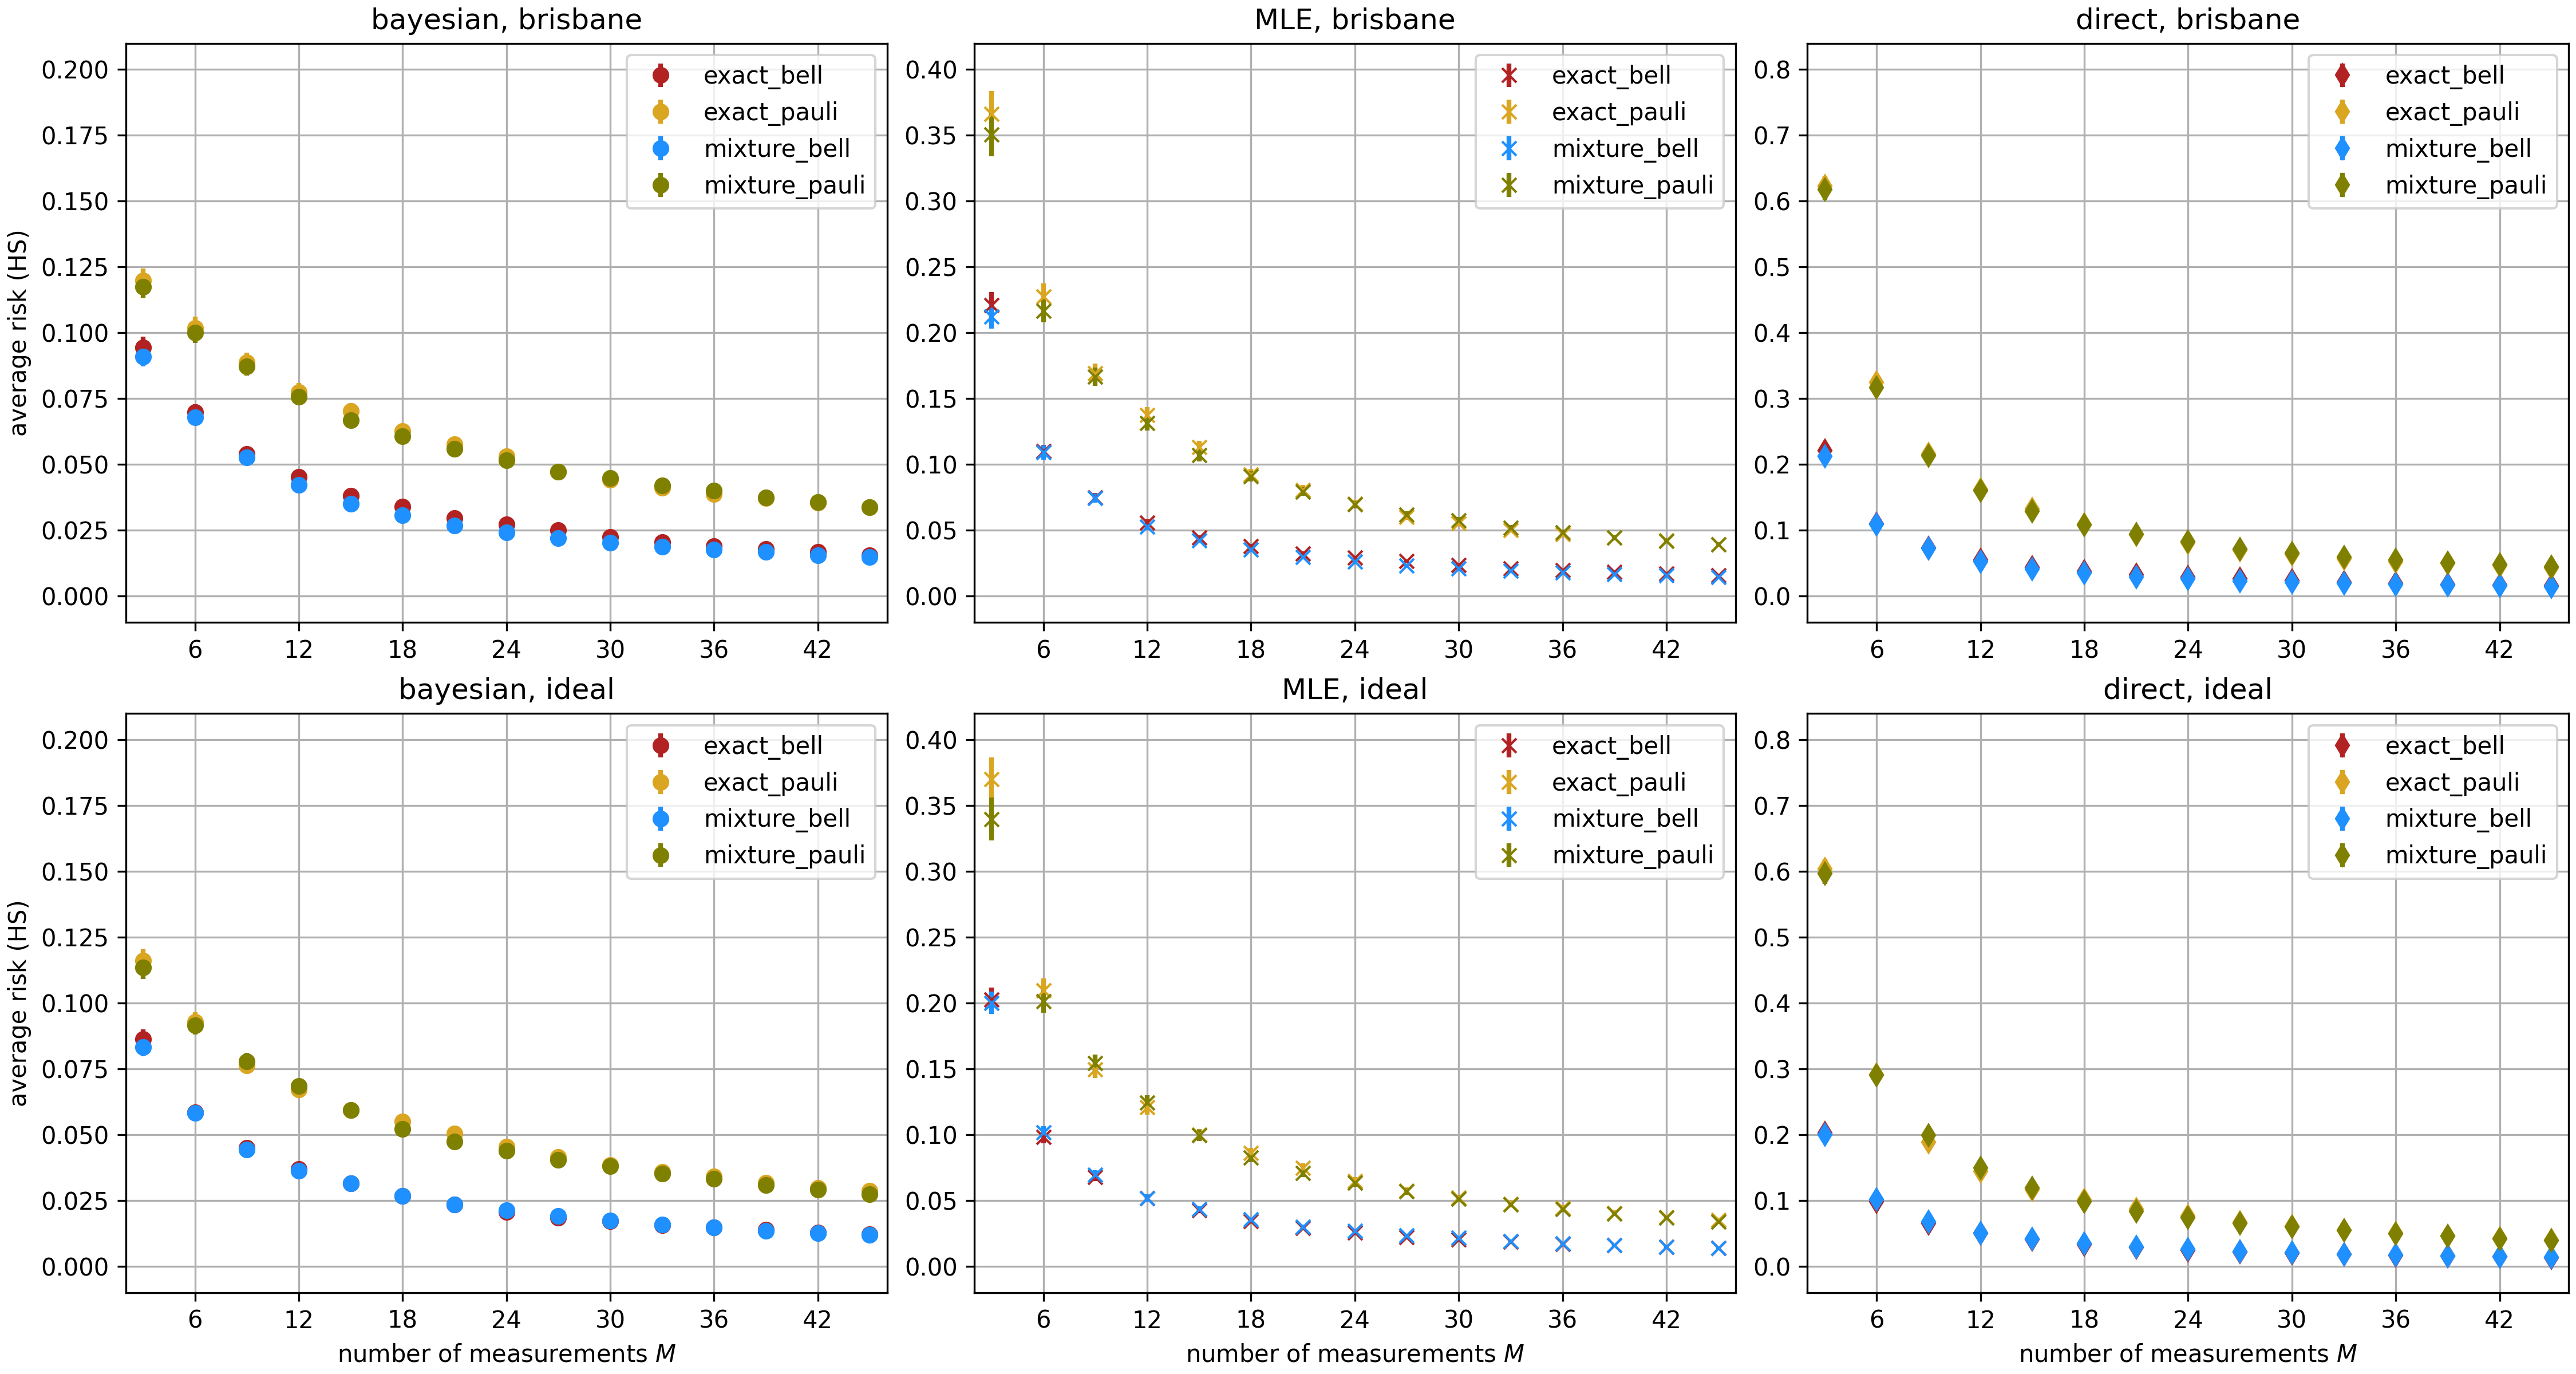 bayesian, brisbane
average risk (HS)
0.200
0.175
0.150
0.125
0.100
0.075
0.050
0.025
0.000
6 12 18 24 30 36 42
exact_bell
exact_pauli
mixture_bell
mixture_pauli
MLE, brisbane
0.40
0.35
0.30
0.25
0.20
0.15
0.10
0.05
0.00
6 12 18 24 30 36 42
exact_bell
exact_pauli
mixture_bell
mixture_pauli
direct, brisbane
0.8
0.7
0.6
0.5
0.4
0.3
0.2
0.1
0.0
6 12 18 24 30 36 42
exact_bell
exact_pauli
mixture_bell
mixture_pauli
bayesian, ideal
average risk (HS)
0.200
0.175
0.150
0.125
0.100
0.075
0.050
0.025
0.000
6 12 18 24 30 36 42
number of measurements M
exact_bell
exact_pauli
mixture_bell
mixture_pauli
MLE, ideal
0.40
0.35
0.30
0.25
0.20
0.15
0.10
0.05
0.00
6 12 18 24 30 36 42
number of measurements M
exact_bell
exact_pauli
mixture_bell
mixture_pauli
direct, ideal
0.8
0.7
0.6
0.5
0.4
0.3
0.2
0.1
0.0
6 12 18 24 30 36 42
number of measurements M
exact_bell
exact_pauli
mixture_bell
mixture_pauli